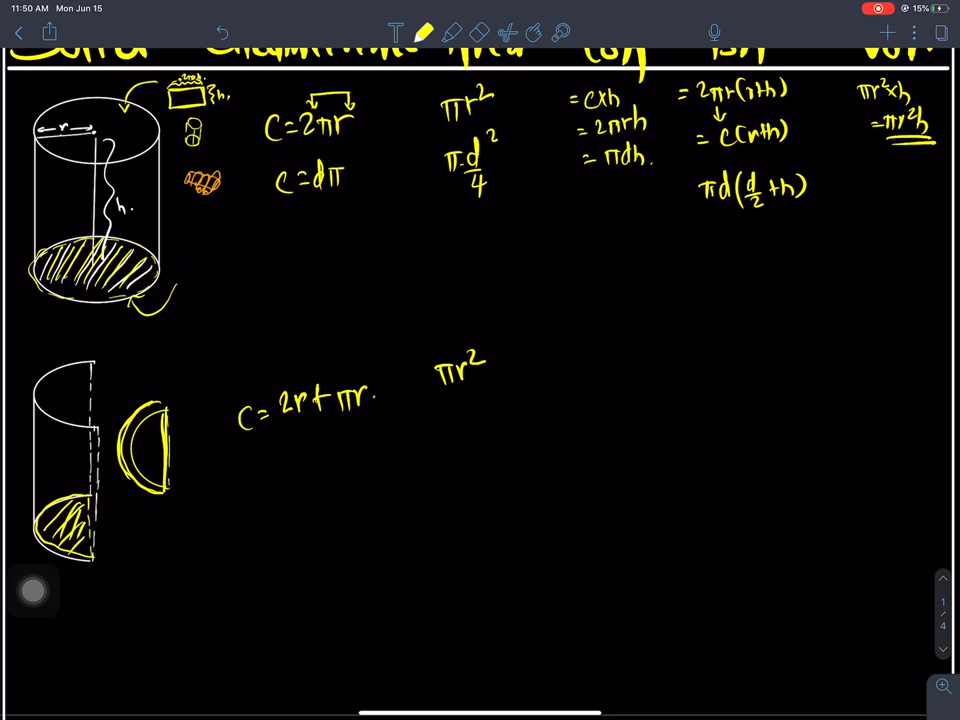 11:50 AM Mon Jun 15
15%
C = 2πr
πr²
= C×h
= 2πr(r+h)
πr²×h
= 2πrh
= C(r+h)
= πr²h
C = dπ
π.d²/4
= πdh.
πd(d/2 + h)
r
h.
h.
C = 2r + πr.
πr²
1
/
4